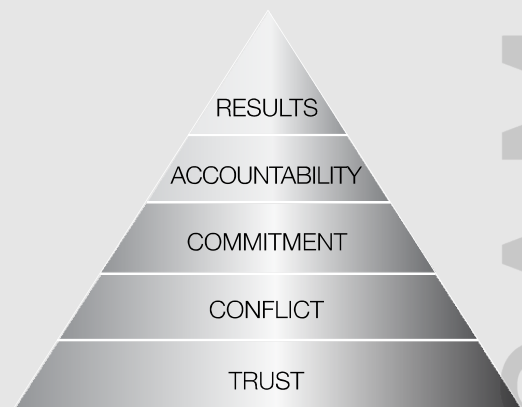 RESULTS
ACCOUNTABILITY
COMMITMENT
CONFLICT
TRUST